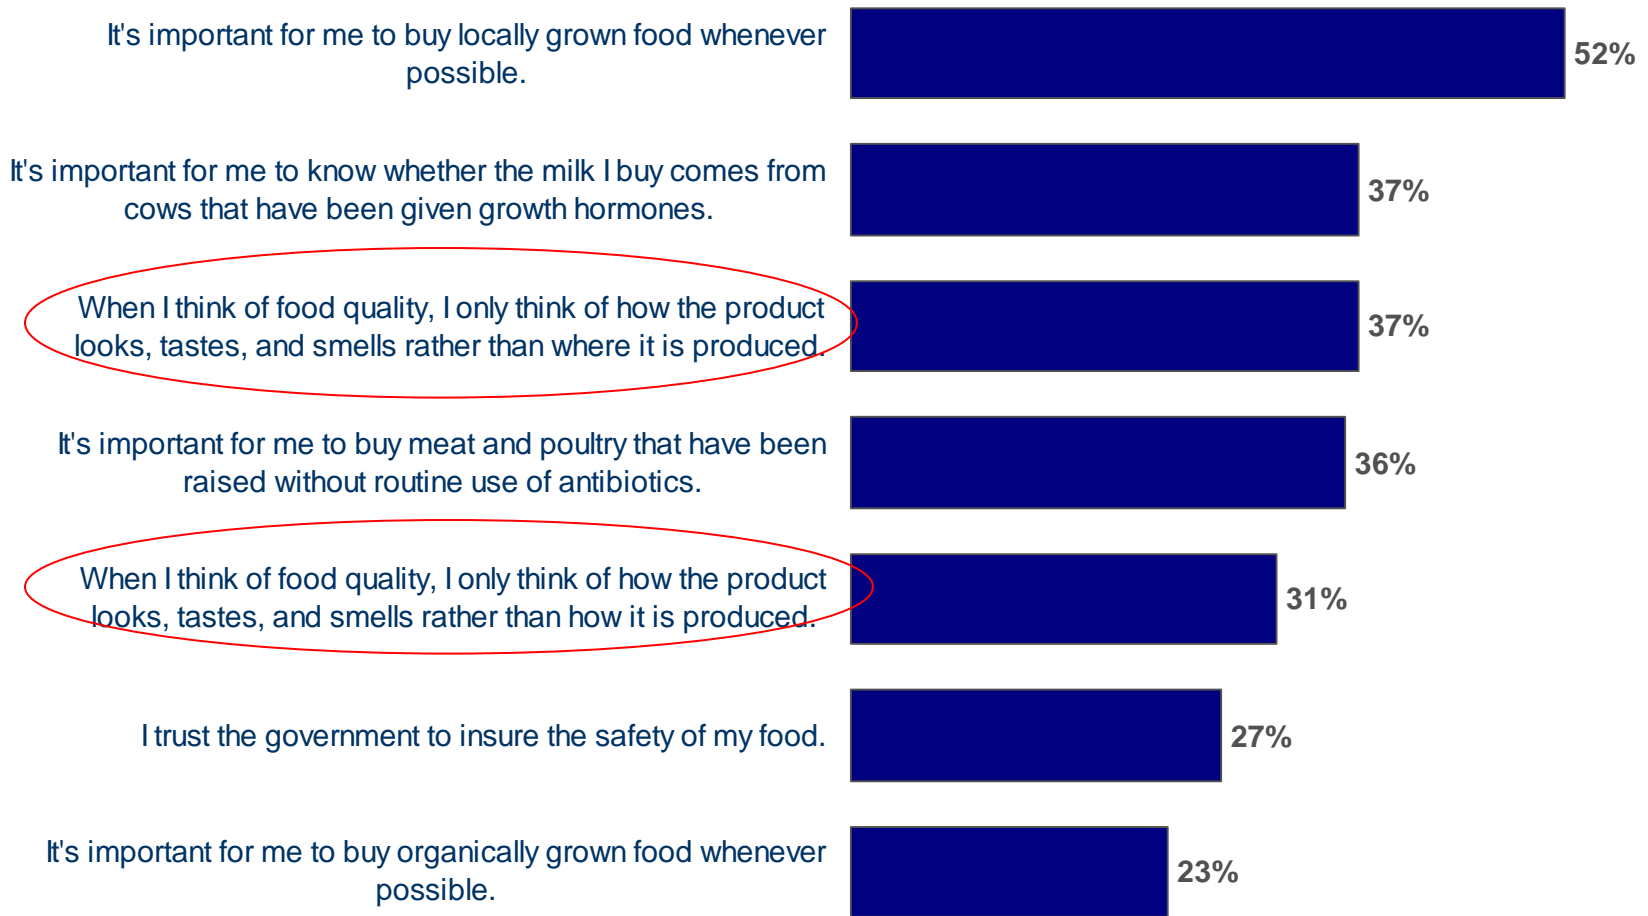 It's important for me to buy locally grown food whenever
possible.
52%
It's important for me to know whether the milk I buy comes from
cows that have been given growth hormones.
37%
When I think of food quality, I only think of how the product
looks, tastes, and smells rather than where it is produced.
37%
It's important for me to buy meat and poultry that have been
raised without routine use of antibiotics.
36%
When I think of food quality, I only think of how the product
looks, tastes, and smells rather than how it is produced.
31%
I trust the government to insure the safety of my food.
27%
It's important for me to buy organically grown food whenever
possible.
23%